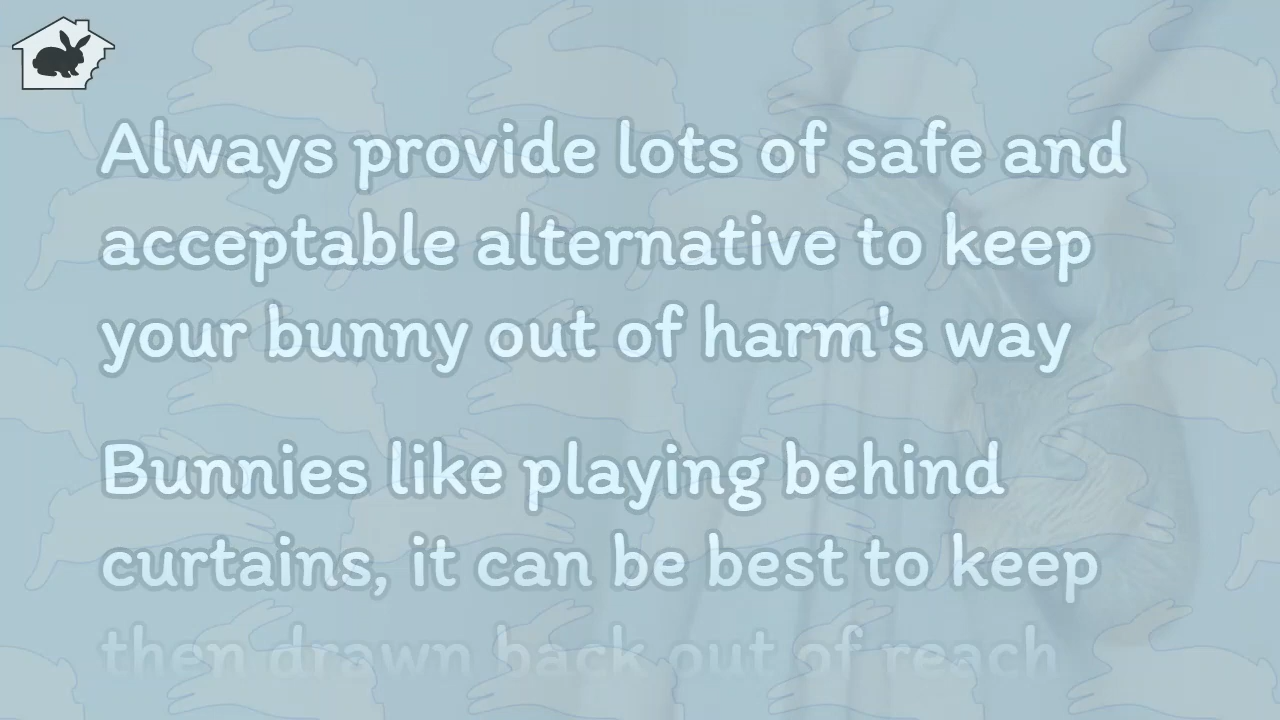 Always provide lots of safe and
acceptable alternative to keep
your bunny out of harm's way
Bunnies like playing behind
curtains, it can be best to keep
then drawn back out of reach